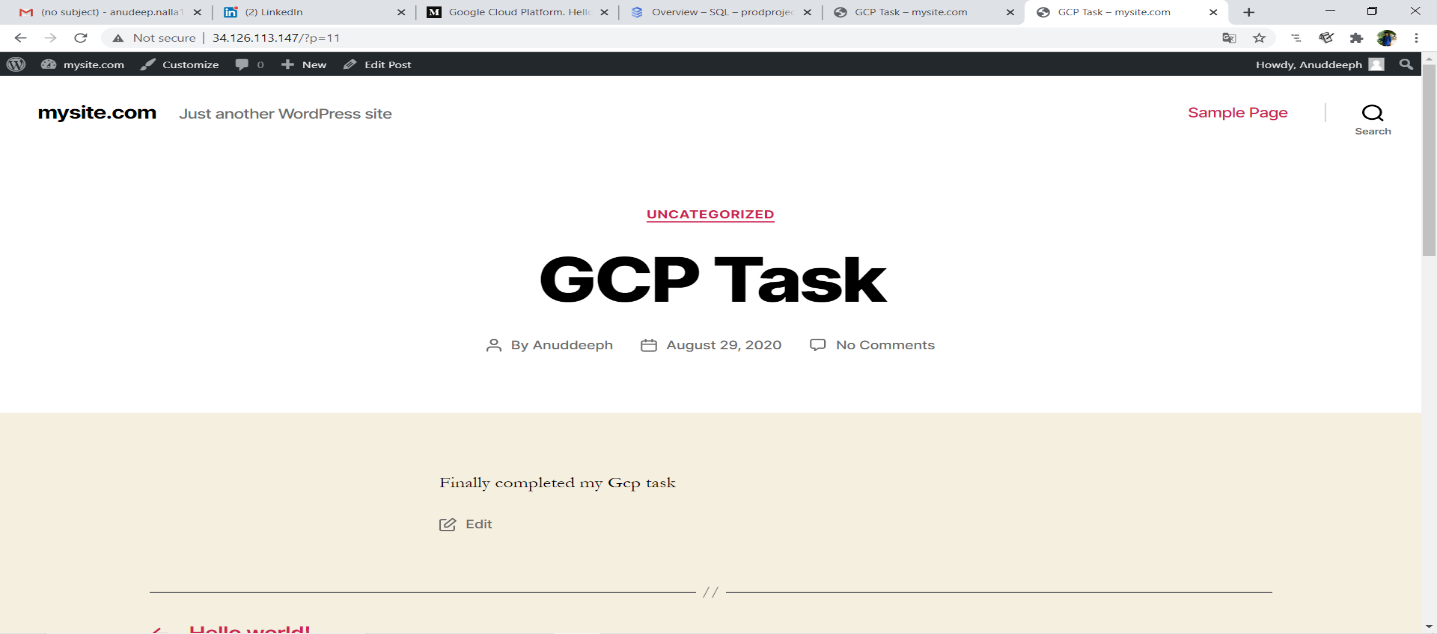 (no subject) - anudeep.nalla
(2) LinkedIn
M Google Cloud Platform. Hell
Overview – SQL – prodprojec
GCP Task – mysite.com
GCP Task – mysite.com
Not secure | 34.126.113.147/?p=11
mysite.com Customize 0 New Edit Post Howdy, Anuddeeph
mysite.com Just another WordPress site Sample Page
Search
UNCATEGORIZED
GCP Task
By Anuddeeph August 29, 2020 No Comments
Finally completed my Gcp task
Edit
//
Hello world!